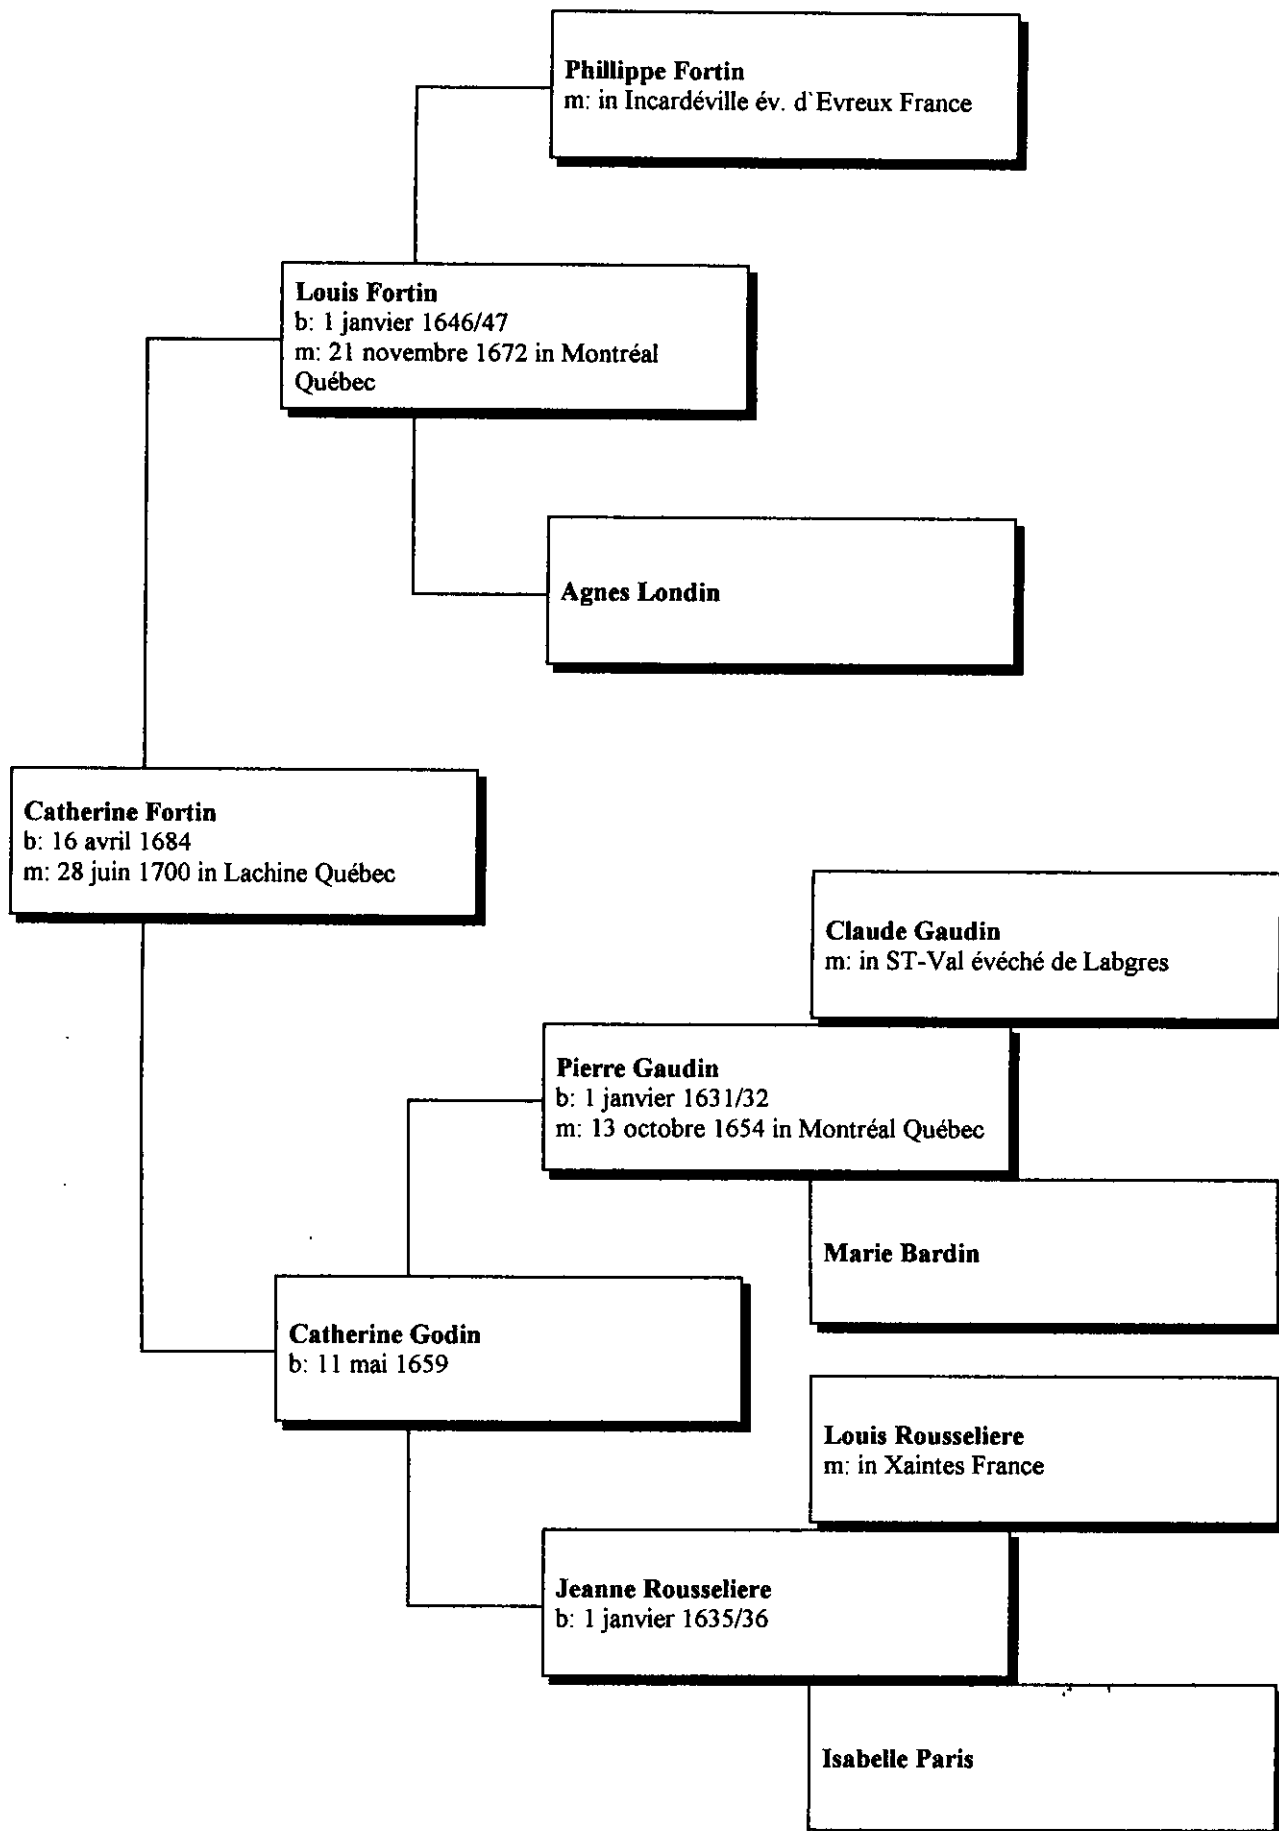 Phillippe Fortin
m: in Incardéville év. d`Evreux France
Louis Fortin
b: 1 janvier 1646/47
m: 21 novembre 1672 in Montréal
Québec
Agnes Londin
Catherine Fortin
b: 16 avril 1684
m: 28 juin 1700 in Lachine Québec
Claude Gaudin
m: in ST-Val évéché de Labgres
Pierre Gaudin
b: 1 janvier 1631/32
m: 13 octobre 1654 in Montréal Québec
Marie Bardin
Catherine Godin
b: 11 mai 1659
Louis Rousseliere
m: in Xaintes France
Jeanne Rousseliere
b: 1 janvier 1635/36
Isabelle Paris